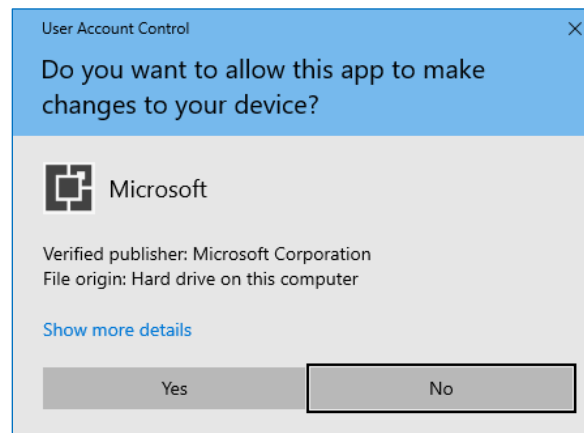 User Account Control
Do you want to allow this app to make
changes to your device?
Microsoft
Verified publisher: Microsoft Corporation
File origin: Hard drive on this computer
Show more details
Yes
No